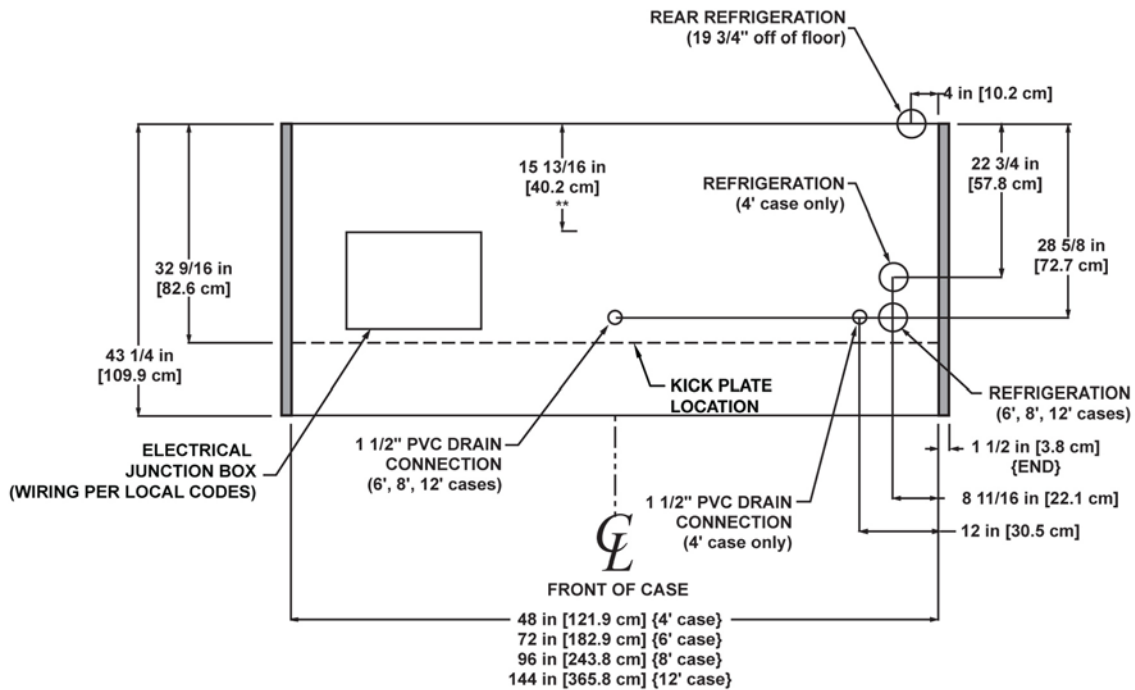 REAR REFRIGERATION
(19 3/4" off of floor)
4 in [10.2 cm]
15 13/16 in
[40.2 cm]
**
22 3/4 in
[57.8 cm]
REFRIGERATION
(4' case only)
28 5/8 in
[72.7 cm]
32 9/16 in
[82.6 cm]
43 1/4 in
[109.9 cm]
KICK PLATE
LOCATION
REFRIGERATION
(6', 8', 12' cases)
ELECTRICAL
JUNCTION BOX
(WIRING PER LOCAL CODES)
1 1/2" PVC DRAIN
CONNECTION
(6', 8', 12' cases)
1 1/2 in [3.8 cm]
{END}
8 11/16 in [22.1 cm]
1 1/2" PVC DRAIN
CONNECTION
(4' case only)
12 in [30.5 cm]
CL
FRONT OF CASE
48 in [121.9 cm] {4' case}
72 in [182.9 cm] {6' case}
96 in [243.8 cm] {8' case}
144 in [365.8 cm] {12' case}